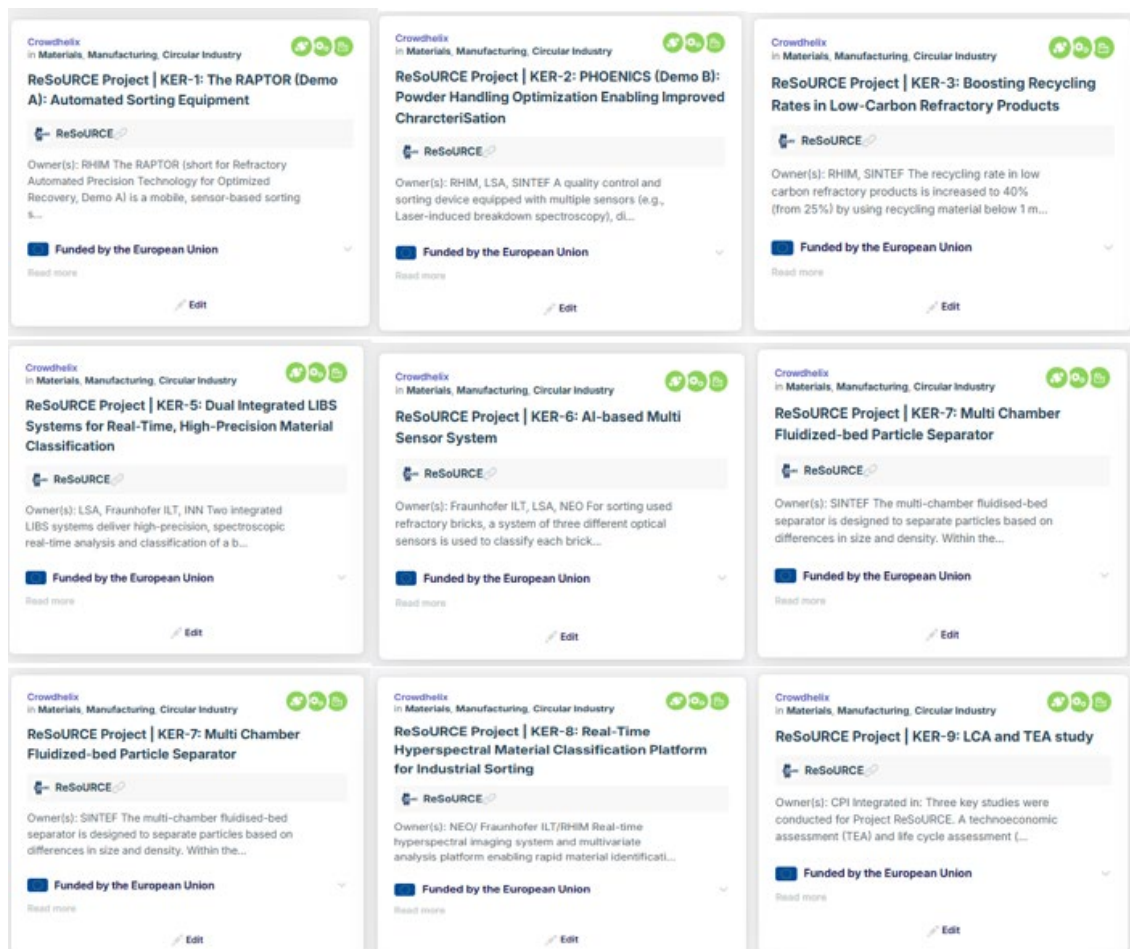 Crowdhelix
in Materials, Manufacturing, Circular Industry
ReSoURCE Project | KER-1: The RAPTOR (Demo
A): Automated Sorting Equipment
ReSoURCE
Owner(s): RHIM The RAPTOR (short for Refractory
Automated Precision Technology for Optimized
Recovery, Demo A) is a mobile, sensor-based sorting
s...
Funded by the European Union
Read more
Edit
Crowdhelix
in Materials, Manufacturing, Circular Industry
ReSoURCE Project | KER-2: PHOENICS (Demo B):
Powder Handling Optimization Enabling Improved
ChrarcteriSation
ReSoURCE
Owner(s): RHIM, LSA, SINTEF A quality control and
sorting device equipped with multiple sensors (e.g.,
Laser-induced breakdown spectroscopy), di...
Funded by the European Union
Read more
Edit
Crowdhelix
in Materials, Manufacturing, Circular Industry
ReSoURCE Project | KER-3: Boosting Recycling
Rates in Low-Carbon Refractory Products
ReSoURCE
Owner(s): RHIM, SINTEF The recycling rate in low
carbon refractory products is increased to 40%
(from 25%) by using recycling material below 1 m...
Funded by the European Union
Read more
Edit
Crowdhelix
in Materials, Manufacturing, Circular Industry
ReSoURCE Project | KER-5: Dual Integrated LIBS
Systems for Real-Time, High-Precision Material
Classification
ReSoURCE
Owner(s): LSA, Fraunhofer ILT, INN Two integrated
LIBS systems deliver high-precision, spectroscopic
real-time analysis and classification of a b...
Funded by the European Union
Read more
Edit
Crowdhelix
in Materials, Manufacturing, Circular Industry
ReSoURCE Project | KER-6: AI-based Multi
Sensor System
ReSoURCE
Owner(s): Fraunhofer ILT, LSA, NEO For sorting used
refractory bricks, a system of three different optical
sensors is used to classify each brick...
Funded by the European Union
Read more
Edit
Crowdhelix
in Materials, Manufacturing, Circular Industry
ReSoURCE Project | KER-7: Multi Chamber
Fluidized-bed Particle Separator
ReSoURCE
Owner(s): SINTEF The multi-chamber fluidised-bed
separator is designed to separate particles based on
differences in size and density. Within the...
Funded by the European Union
Read more
Edit
Crowdhelix
in Materials, Manufacturing, Circular Industry
ReSoURCE Project | KER-7: Multi Chamber
Fluidized-bed Particle Separator
ReSoURCE
Owner(s): SINTEF The multi-chamber fluidised-bed
separator is designed to separate particles based on
differences in size and density. Within the...
Funded by the European Union
Read more
Edit
Crowdhelix
in Materials, Manufacturing, Circular Industry
ReSoURCE Project | KER-8: Real-Time
Hyperspectral Material Classification Platform
for Industrial Sorting
ReSoURCE
Owner(s): NEO/ Fraunhofer ILT/RHIM Real-time
hyperspectral imaging system and multivariate
analysis platform enabling rapid material identificati...
Funded by the European Union
Read more
Edit
Crowdhelix
in Materials, Manufacturing, Circular Industry
ReSoURCE Project | KER-9: LCA and TEA study
ReSoURCE
Owner(s): CPI Integrated in: Three key studies were
conducted for Project ReSoURCE. A technoeconomic
assessment (TEA) and life cycle assessment (...
Funded by the European Union
Read more
Edit